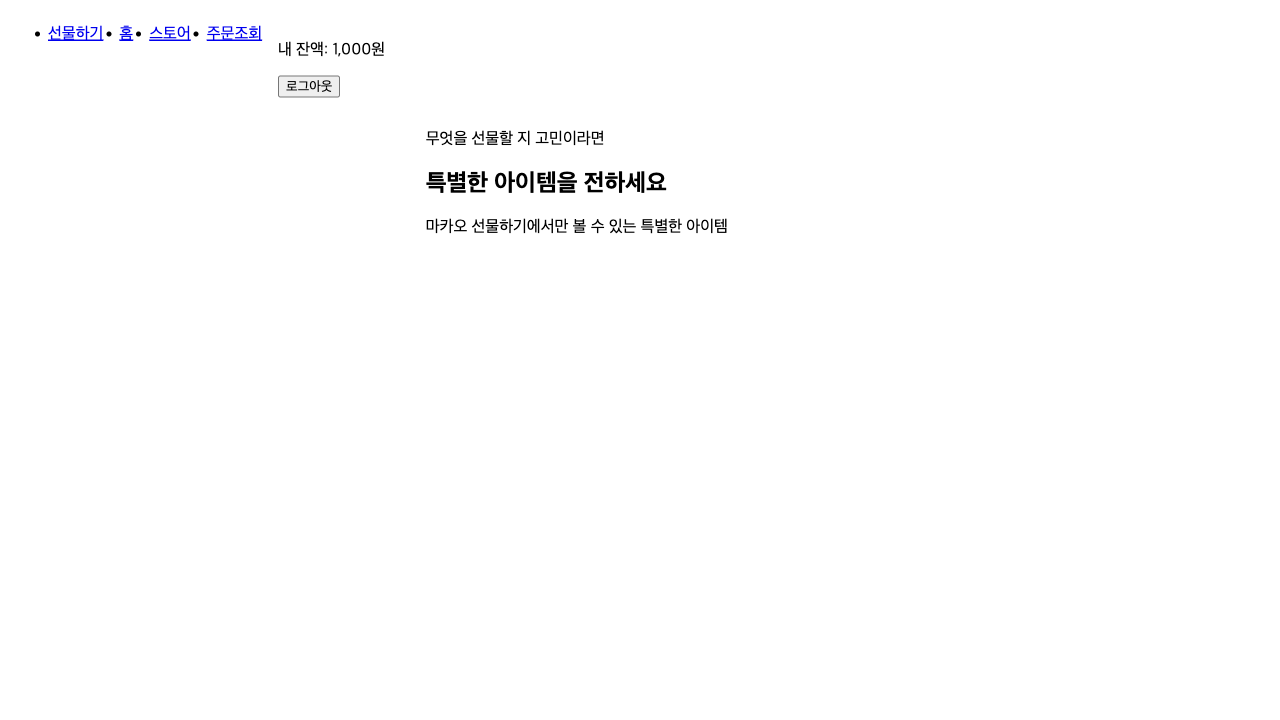 선물하기 홈 스토어 주문조회
내 잔액: 1,000원
로그아웃
무엇을 선물할 지 고민이라면
특별한 아이템을 전하세요
마카오 선물하기에서만 볼 수 있는 특별한 아이템